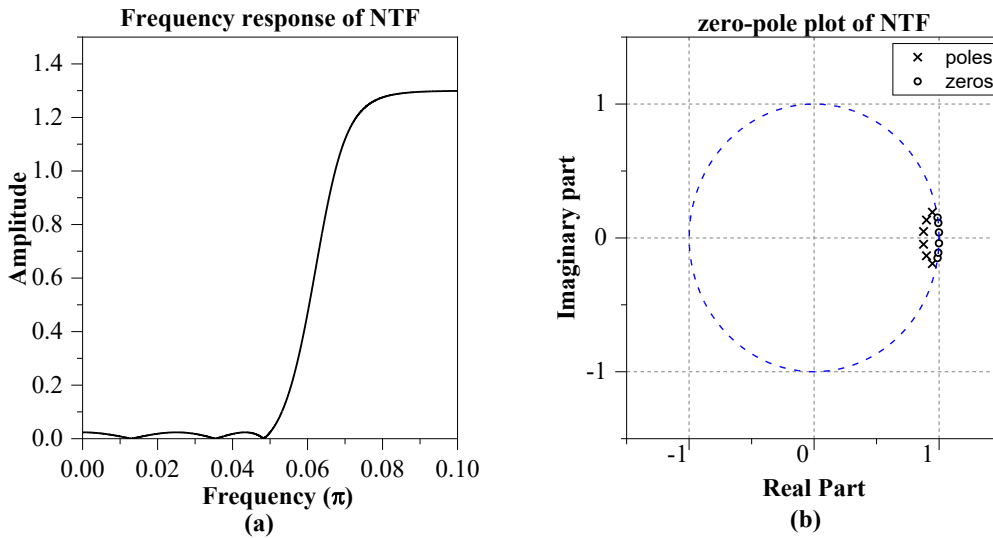 Frequency response of NTF
1.4
1.2
1.0
0.8
0.6
0.4
0.2
0.0
0.00 0.02 0.04 0.06 0.08 0.10
Amplitude
Frequency (π)
(a)
zero-pole plot of NTF
poles
zeros
1
0
-1
-1 0 1
Imaginary part
Real Part
(b)